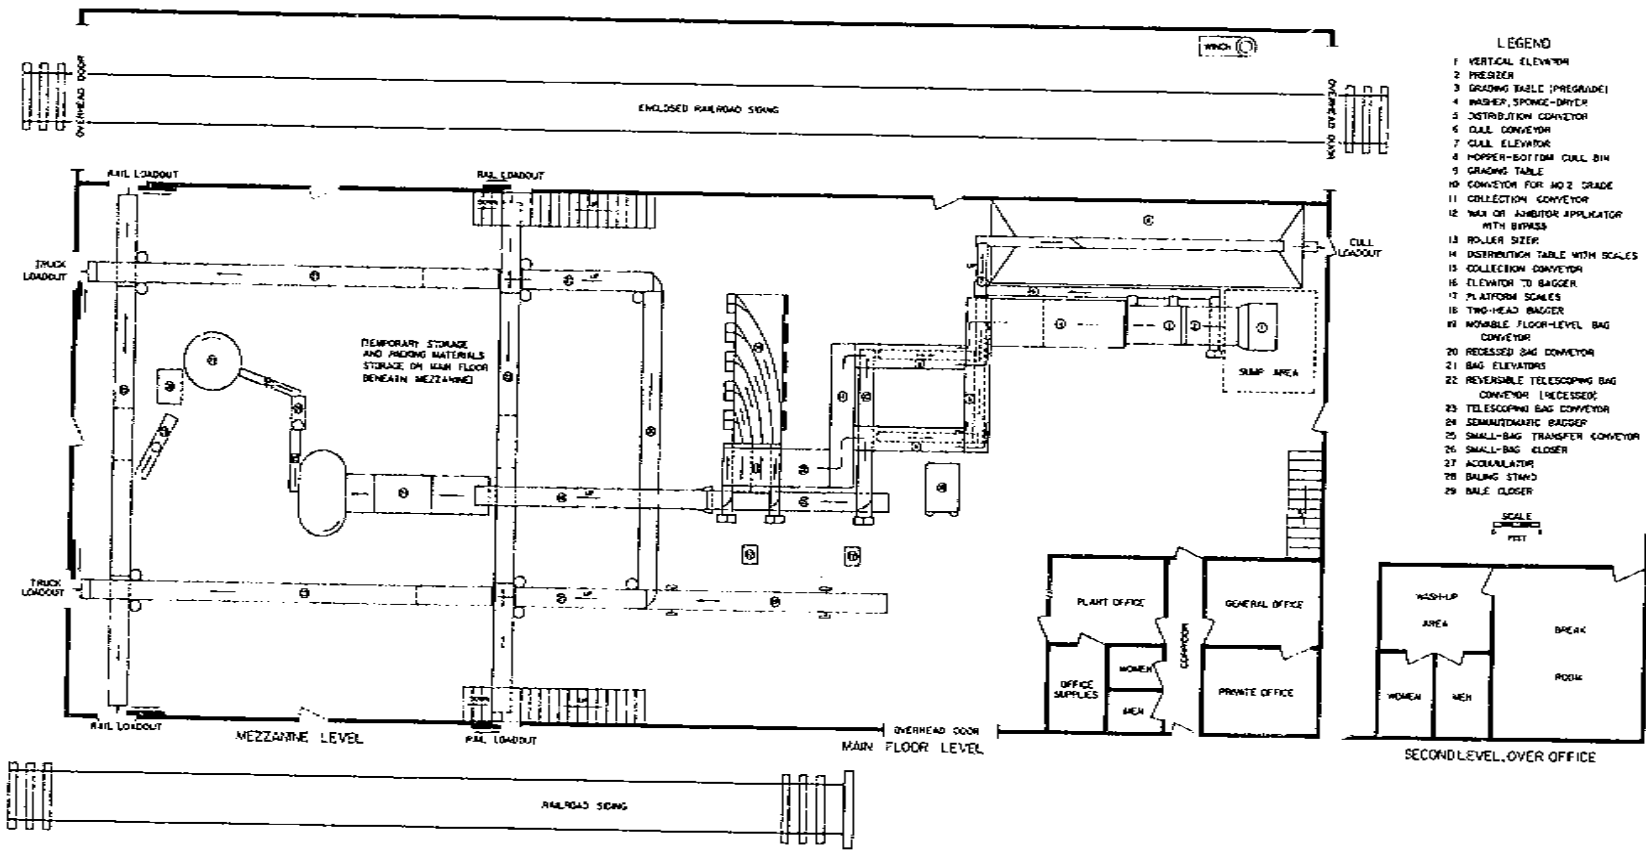 WINCH
OVERHEAD DOOR
ENCLOSED RAILROAD SIDING
OVERHEAD DOOR
RAIL LOADOUT
RAIL LOADOUT
DOWN
UP
TRUCK
LOADOUT
UP
UP
CULL
LOADOUT
[TEMPORARY STORAGE
AND PACKING MATERIALS
STORAGE ON MAIN FLOOR
BENEATH MEZZANINE]
SUMP AREA
UP
TRUCK
LOADOUT
UP
DOWN
UP
RAIL LOADOUT
RAIL LOADOUT
MEZZANINE LEVEL
OVERHEAD DOOR
MAIN FLOOR LEVEL
PLANT OFFICE
GENERAL OFFICE
CORRIDOR
OFFICE
SUPPLIES
WOMEN
MEN
PRIVATE OFFICE
RAILROAD SIDING
LEGEND
1 VERTICAL ELEVATOR
2 PRESIZER
3 GRADING TABLE (PREGRADE)
4 WASHER, SPONGE-DRYER
5 DISTRIBUTION CONVEYOR
6 CULL CONVEYOR
7 CULL ELEVATOR
8 HOPPER-BOTTOM CULL BIN
9 GRADING TABLE
10 CONVEYOR FOR NO 2 GRADE
11 COLLECTION CONVEYOR
12 WAX OR INHIBITOR APPLICATOR
WITH BYPASS
13 ROLLER SIZER
14 DISTRIBUTION TABLE WITH SCALES
15 COLLECTION CONVEYOR
16 ELEVATOR TO BAGGER
17 PLATFORM SCALES
18 TWO-HEAD BAGGER
19 MOVABLE FLOOR-LEVEL BAG
CONVEYOR
20 RECESSED BAG CONVEYOR
21 BAG ELEVATORS
22 REVERSIBLE TELESCOPING BAG
CONVEYOR (RECESSED)
23 TELESCOPING BAG CONVEYOR
24 SEMIAUTOMATIC BAGGER
25 SMALL-BAG TRANSFER CONVEYOR
26 SMALL-BAG CLOSER
27 ACCUMULATOR
28 BALING STAND
29 BALE CLOSER
SCALE
FEET
WASH-UP
AREA
WOMEN
MEN
BREAK
ROOM
SECOND LEVEL, OVER OFFICE